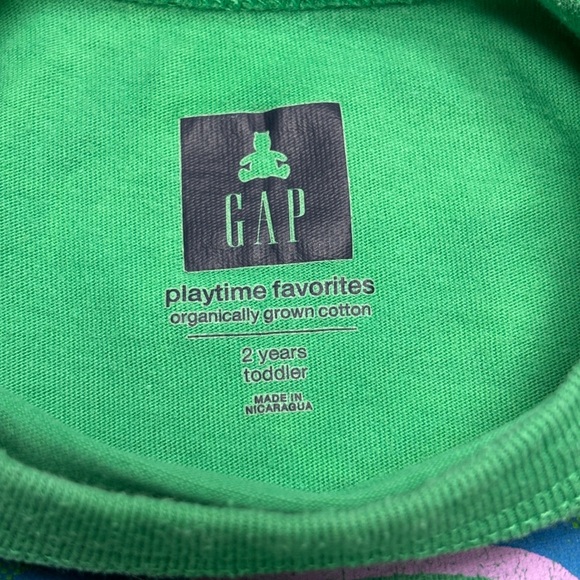 GAP
playtime favorites
organically grown cotton
2 years
toddler
MADE IN
NICARAGUA